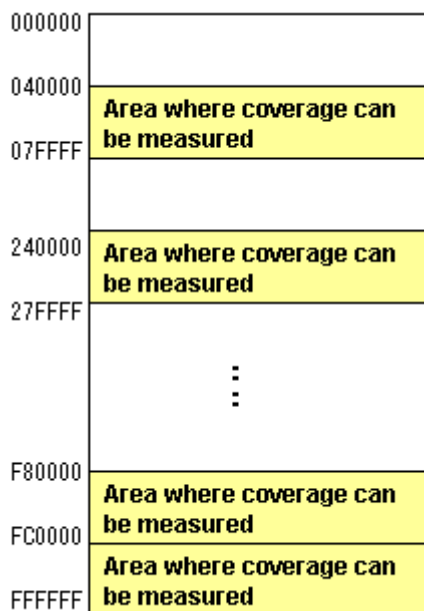 000000
040000
Area where coverage can
be measured
07FFFF
240000
Area where coverage can
be measured
27FFFF
F80000
Area where coverage can
be measured
FC0000
Area where coverage can
be measured
FFFFFF